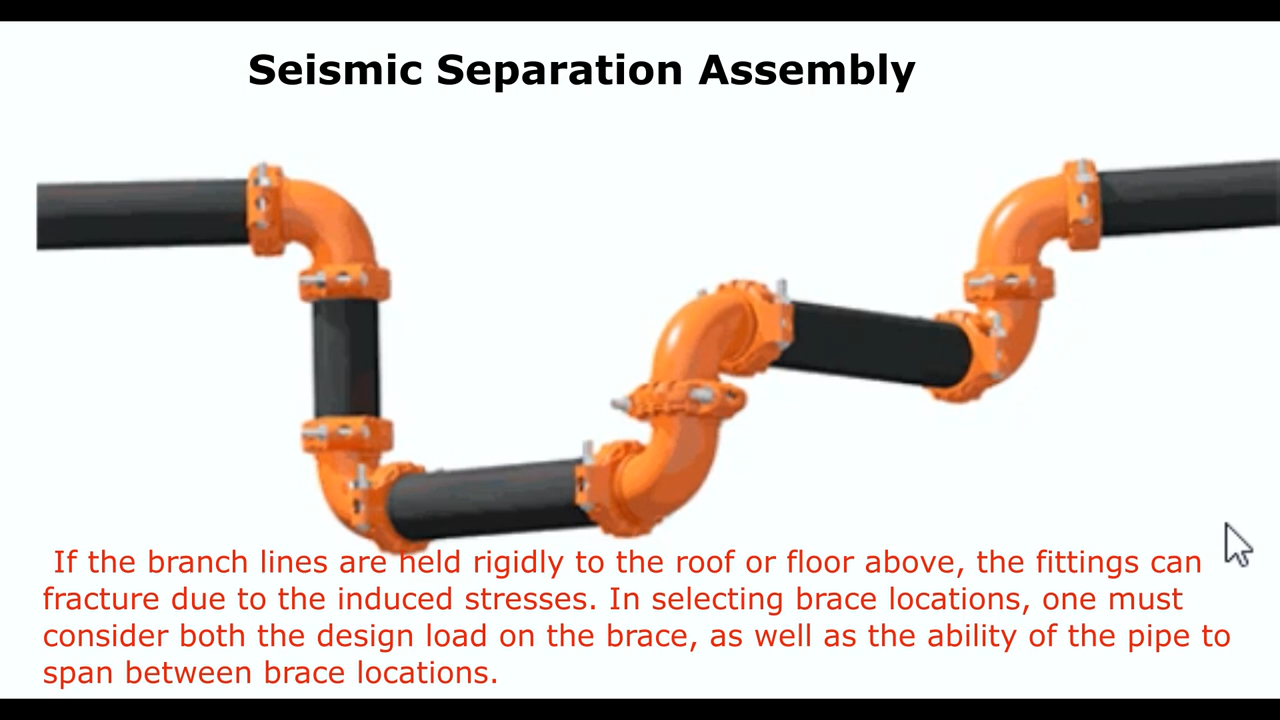 Seismic Separation Assembly
If the branch lines are held rigidly to the roof or floor above, the fittings can
fracture due to the induced stresses. In selecting brace locations, one must
consider both the design load on the brace, as well as the ability of the pipe to
span between brace locations.